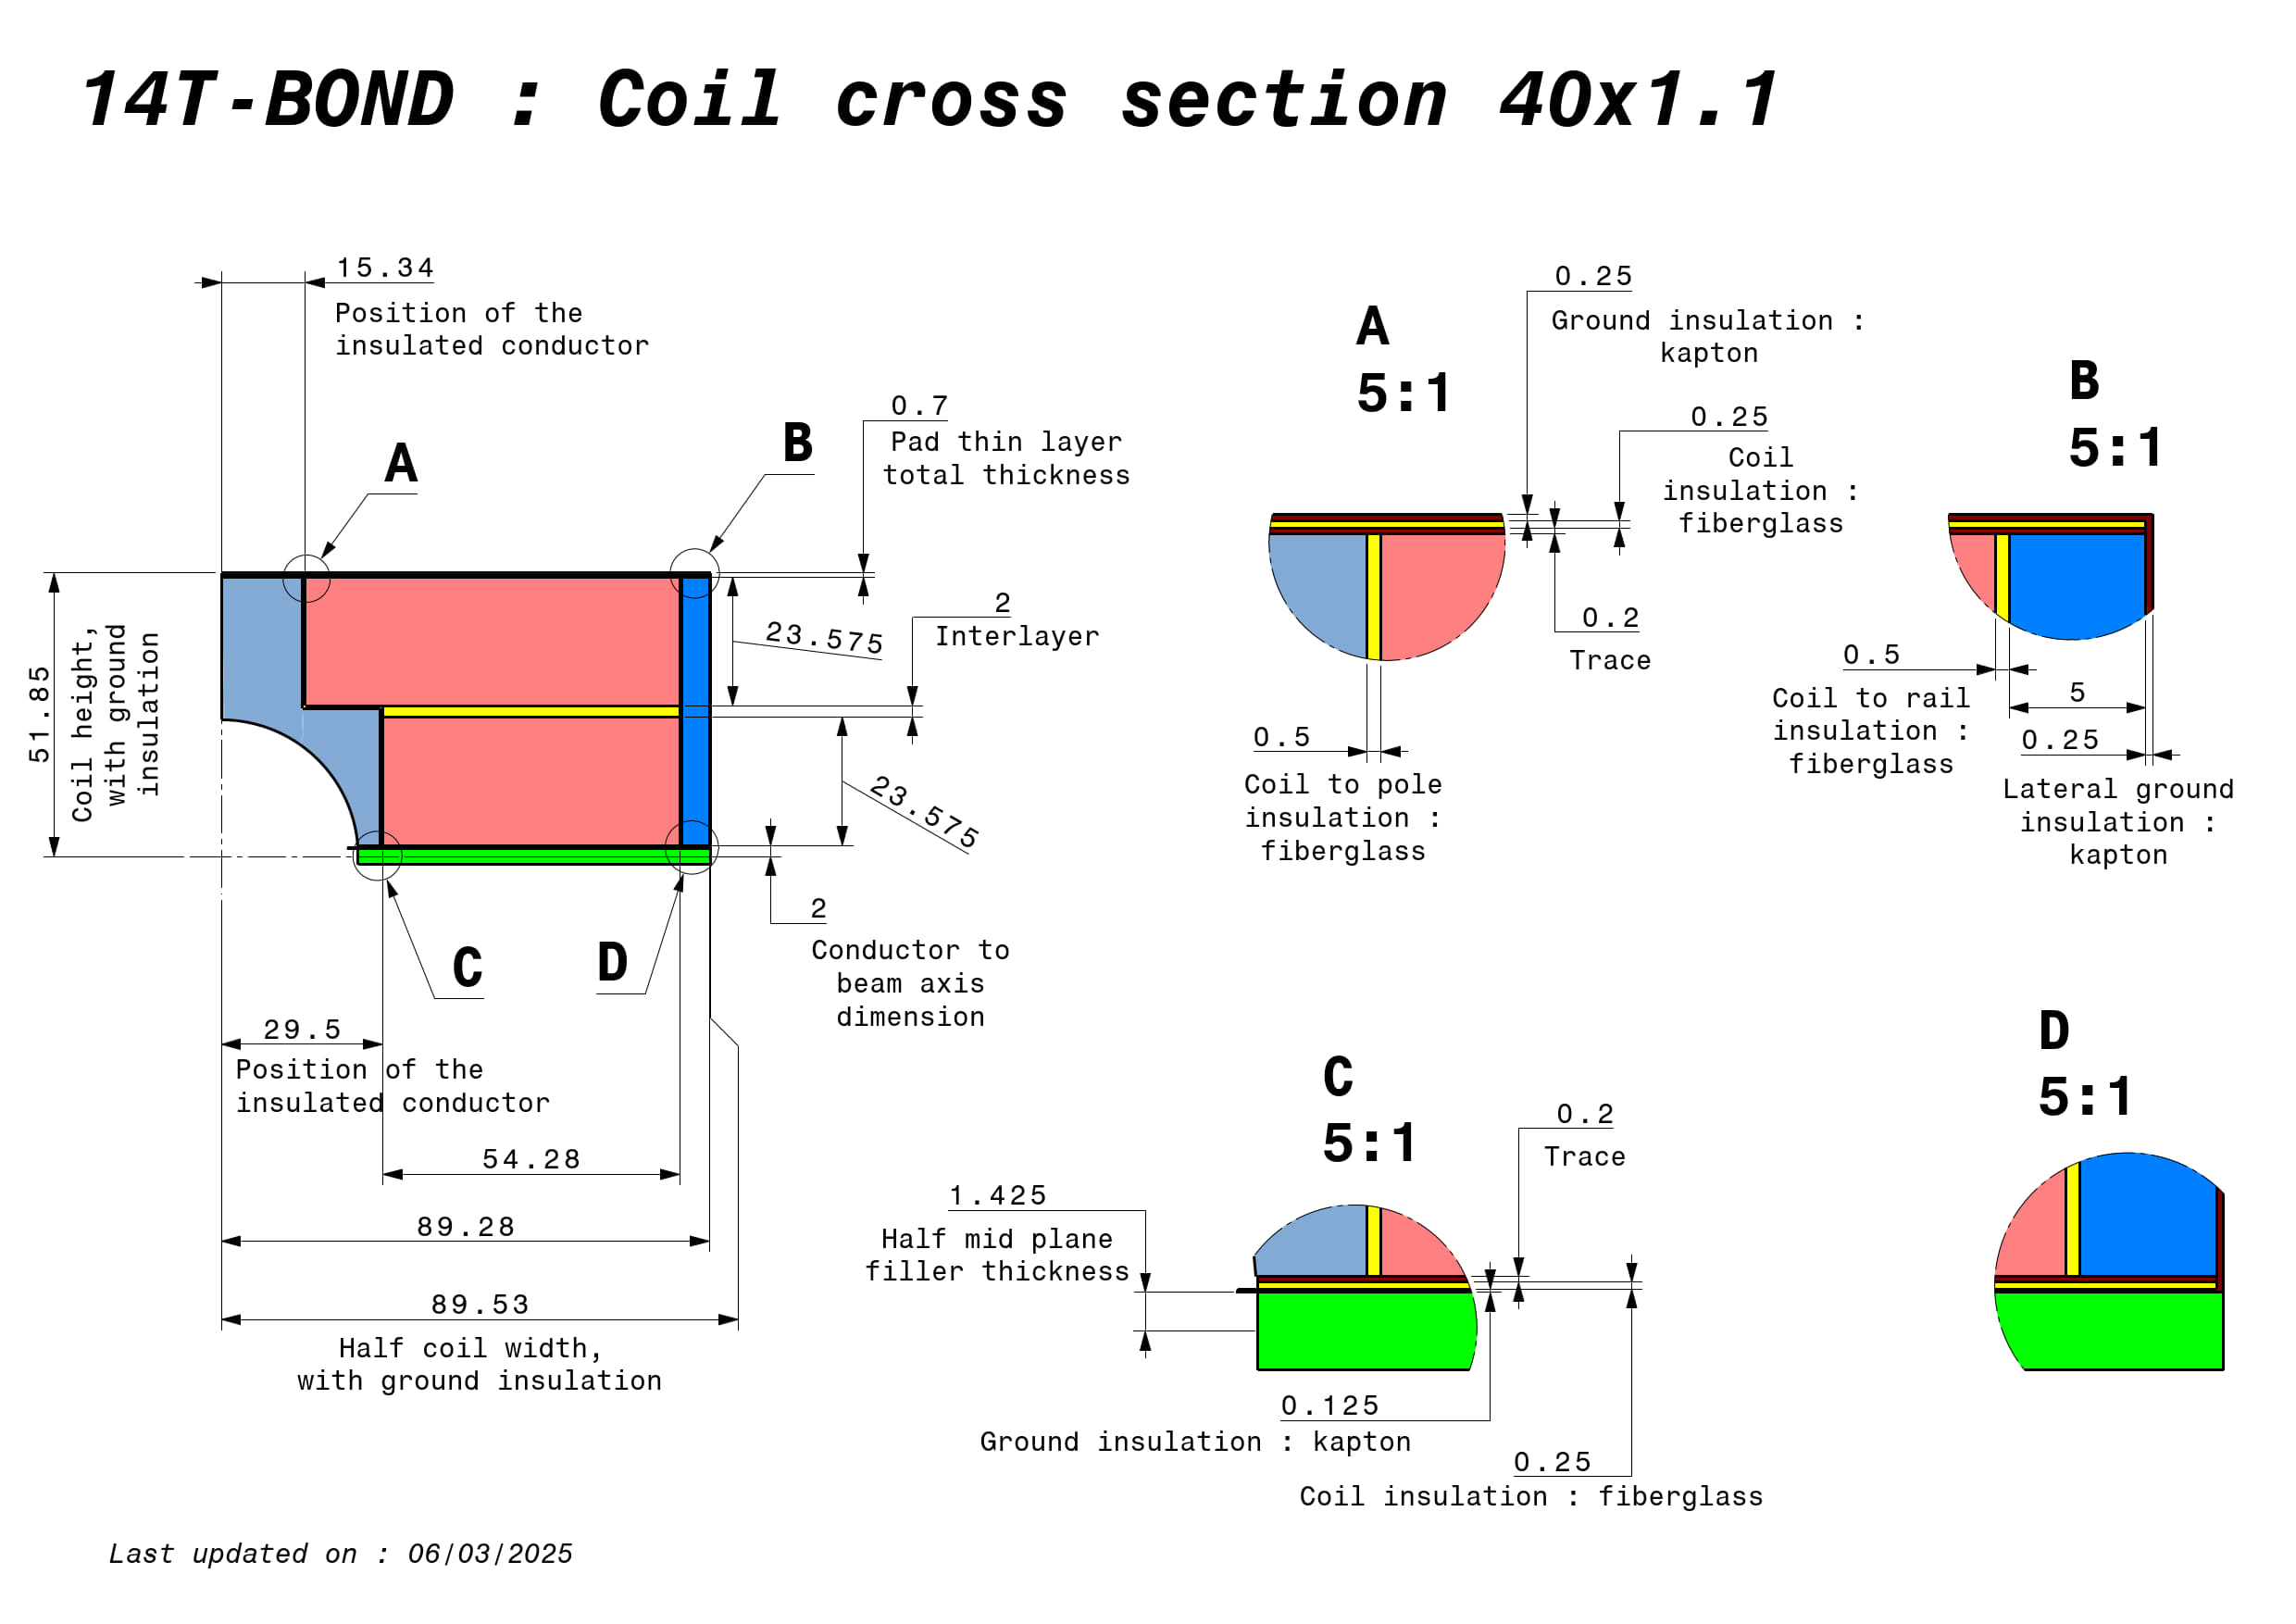 14T-BOND : Coil cross section 40x1.1
15.34
Position of the
insulated conductor
A
B
0.7
Pad thin layer
total thickness
51.85
Coil height,
with ground
insulation
23.575
2
Interlayer
23.575
2
Conductor to
beam axis
dimension
C
D
29.5
Position of the
insulated conductor
54.28
89.28
89.53
Half coil width,
with ground insulation
A
5:1
0.25
Ground insulation :
kapton
0.25
Coil
insulation :
fiberglass
0.2
Trace
0.5
Coil to pole
insulation :
fiberglass
B
5:1
0.5
Coil to rail
insulation :
fiberglass
5
0.25
Lateral ground
insulation :
kapton
C
5:1
0.2
Trace
1.425
Half mid plane
filler thickness
0.125
Ground insulation : kapton
0.25
Coil insulation : fiberglass
D
5:1
Last updated on : 06/03/2025